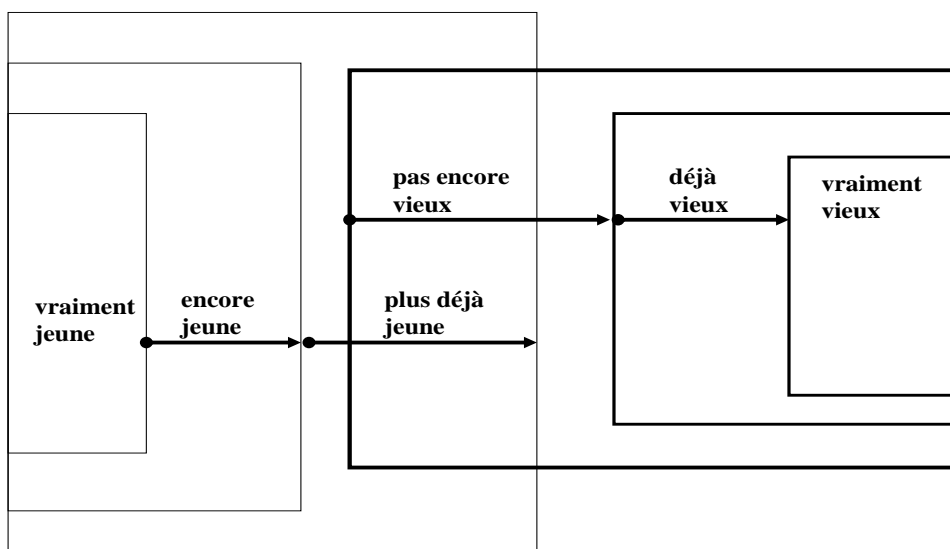 pas encore
vieux
déjà
vieux
vraiment
vieux
vraiment
jeune
encore
jeune
plus déjà
jeune